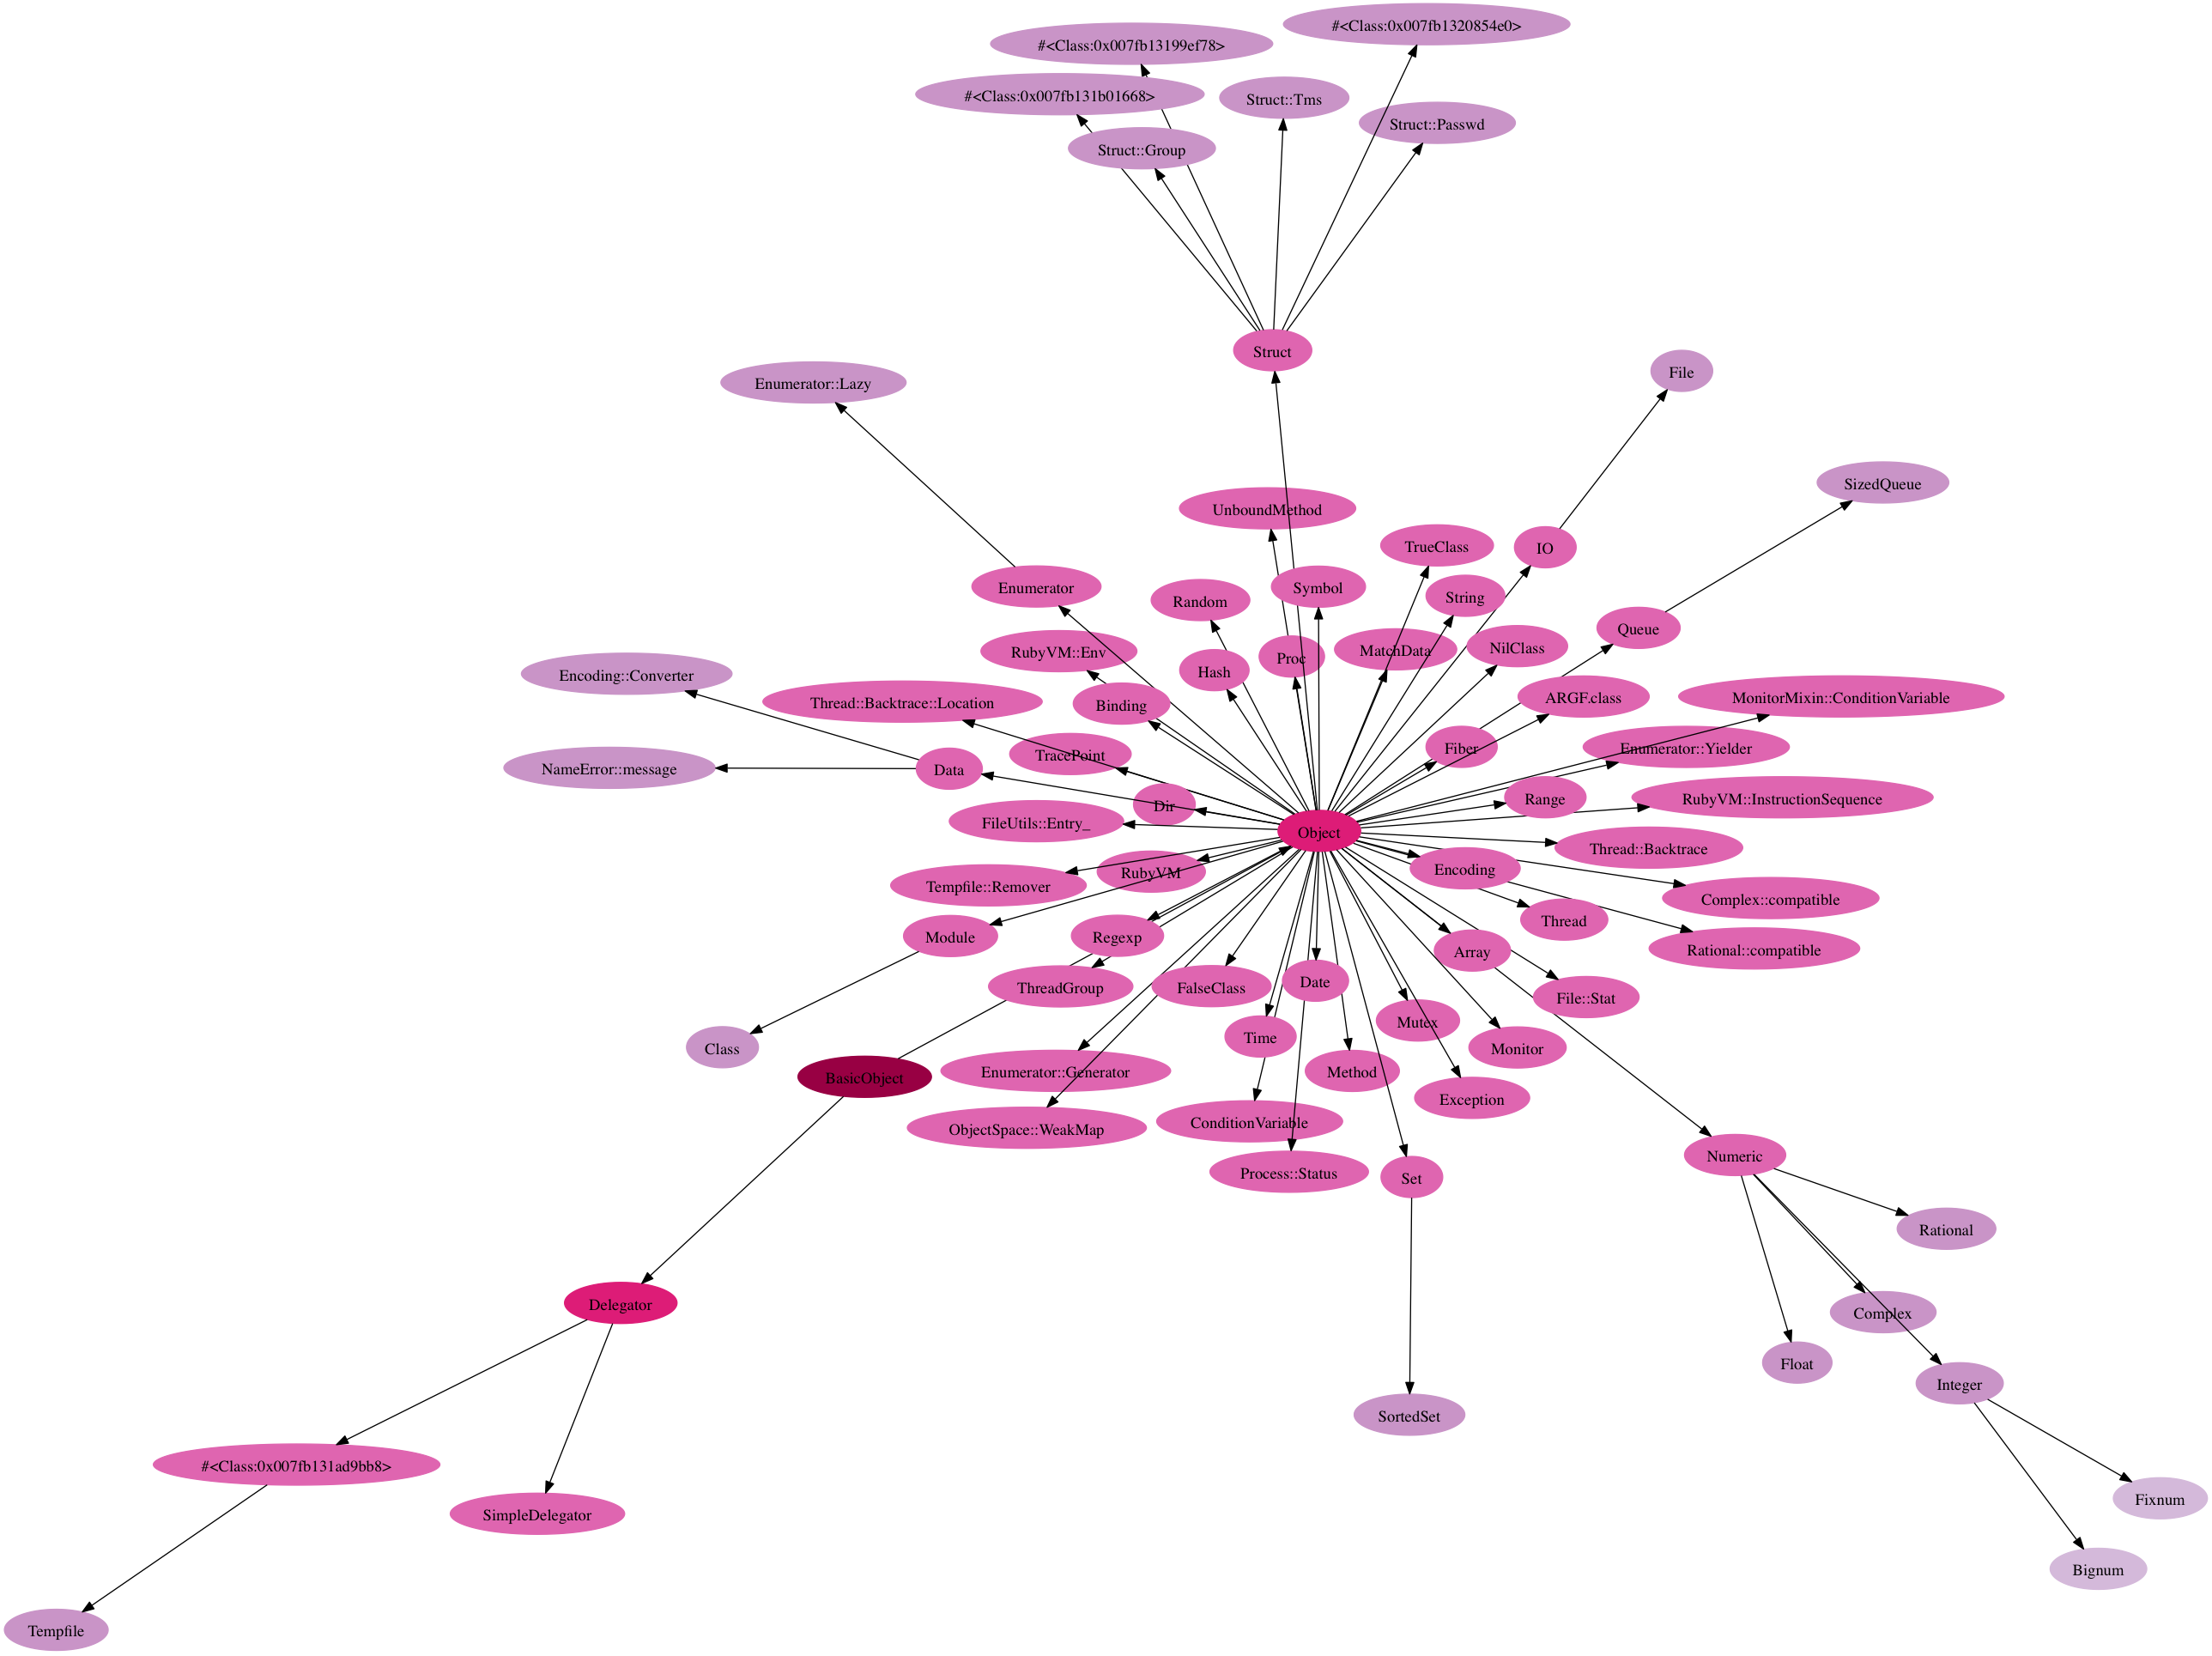 #<Class:0x007fb1320854e0>
#<Class:0x007fb13199ef78>
#<Class:0x007fb131b01668>
Struct::Tms
Struct::Passwd
Struct::Group
Struct
File
Enumerator::Lazy
SizedQueue
UnboundMethod
TrueClass
IO
Enumerator
Symbol
String
Random
Queue
NilClass
RubyVM::Env
MatchData
Proc
Hash
Encoding::Converter
ARGF.class
MonitorMixin::ConditionVariable
Thread::Backtrace::Location
Binding
Fiber
Enumerator::Yielder
TracePoint
NameError::message
Data
Range
RubyVM::InstructionSequence
Dir
FileUtils::Entry_
Object
Thread::Backtrace
Encoding
RubyVM
Tempfile::Remover
Complex::compatible
Thread
Module
Regexp
Rational::compatible
Array
Date
ThreadGroup
FalseClass
File::Stat
Mutex
Time
Class
Monitor
Enumerator::Generator
Method
BasicObject
Exception
ConditionVariable
ObjectSpace::WeakMap
Numeric
Process::Status
Set
Rational
Delegator
Complex
Float
Integer
SortedSet
#<Class:0x007fb131ad9bb8>
Fixnum
SimpleDelegator
Bignum
Tempfile